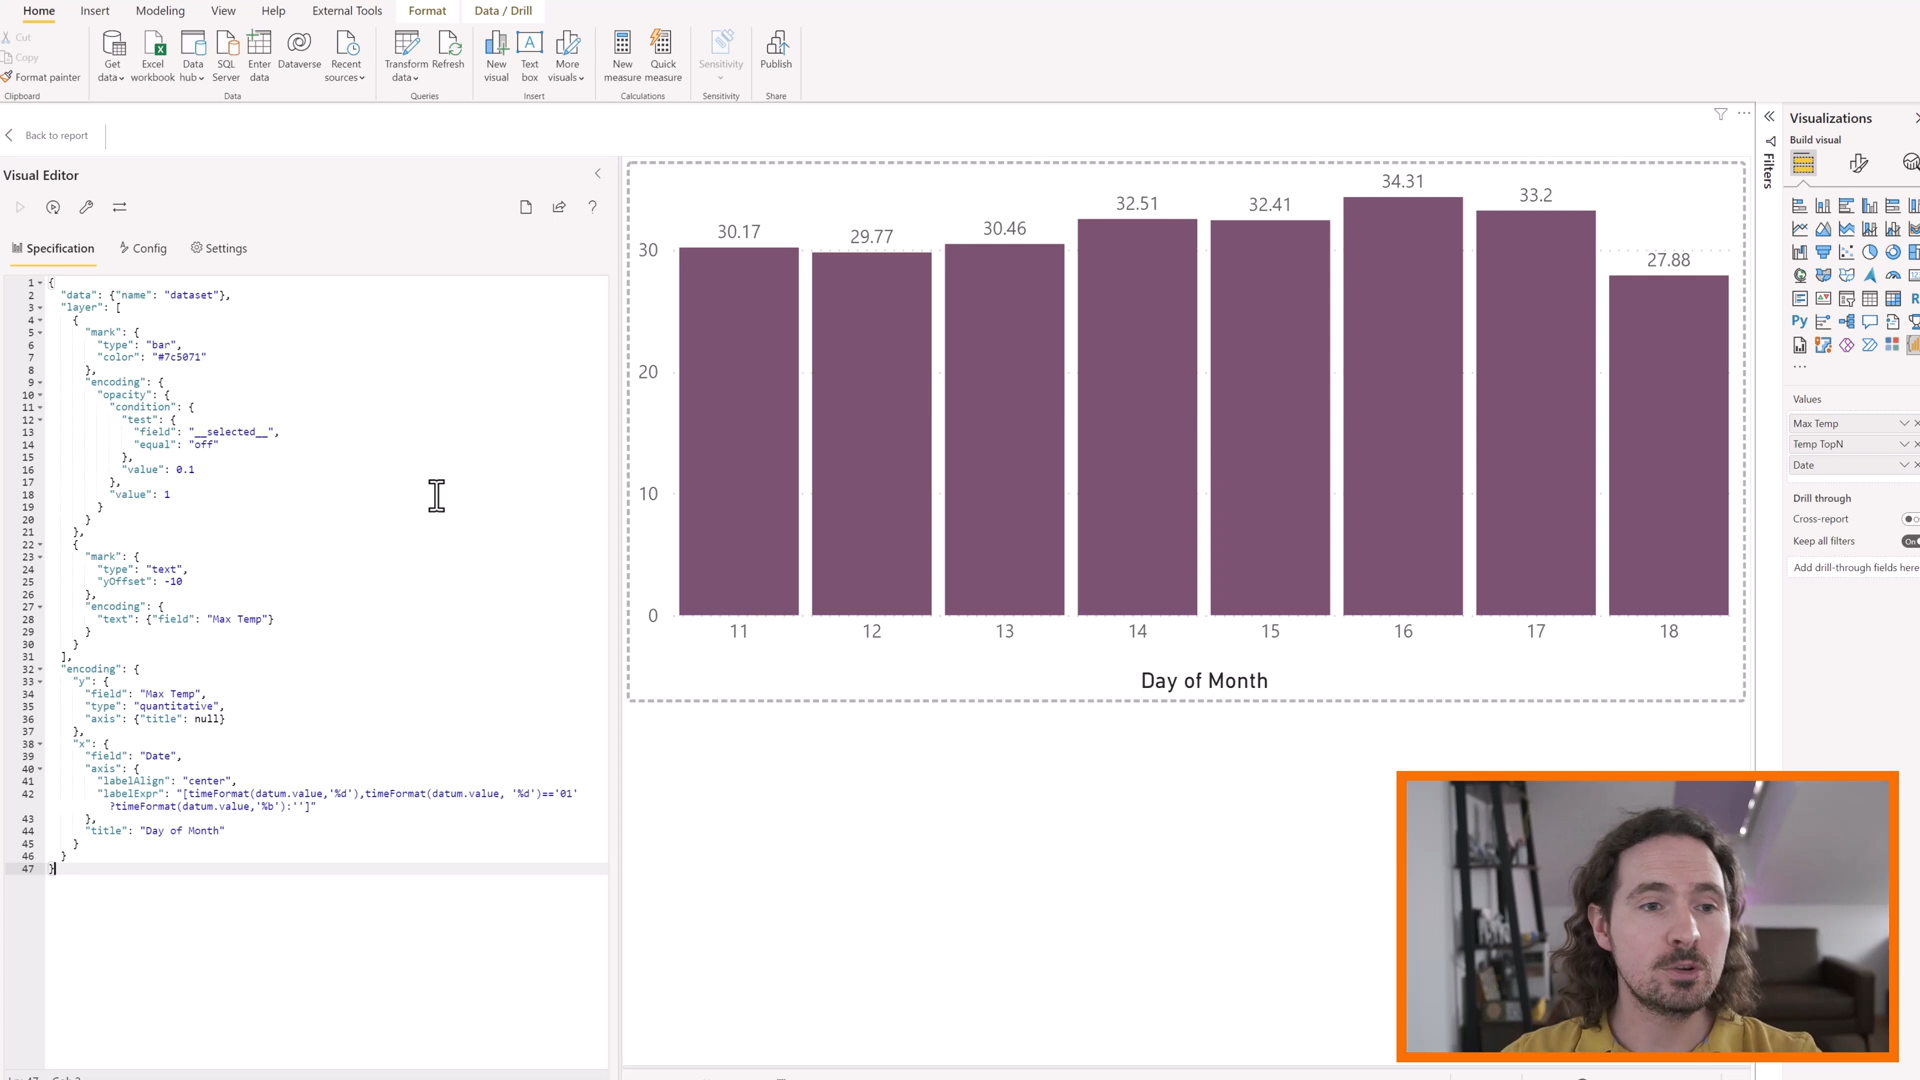 Home Insert Modeling View Help External Tools Format Data / Drill
Cut
Copy
Format painter
Clipboard
Get data
Excel workbook
Data hub
SQL Server
Enter data
Dataverse
Recent sources
Data
Transform data
Refresh
Queries
New visual
Text box
More visuals
Insert
New measure
Quick measure
Calculations
Sensitivity
Sensitivity
Publish
Share
Back to report
Visual Editor
Specification Config Settings
1 {
2 "data": {"name": "dataset"},
3 "layer": [
4 {
5 "mark": {
6 "type": "bar",
7 "color": "#7c5071"
8 },
9 "encoding": {
10 "opacity": {
11 "condition": {
12 "test": {
13 "field": "__selected__",
14 "equal": "off"
15 },
16 "value": 0.1
17 },
18 "value": 1
19 }
20 }
21 },
22 {
23 "mark": {
24 "type": "text",
25 "yOffset": -10
26 },
27 "encoding": {
28 "text": {"field": "Max Temp"}
29 }
30 }
31 ],
32 "encoding": {
33 "y": {
34 "field": "Max Temp",
35 "type": "quantitative",
36 "axis": {"title": null}
37 },
38 "x": {
39 "field": "Date",
40 "axis": {
41 "labelAlign": "center",
42 "labelExpr": "[timeFormat(datum.value,'%d'),timeFormat(datum.value, '%d')=='01'
?timeFormat(datum.value,'%b'):'']"
43 },
44 "title": "Day of Month"
45 }
46 }
47 }
30.17 29.77 30.46 32.51 32.41 34.31 33.2 27.88
30
20
10
0
11 12 13 14 15 16 17 18
Day of Month
Filters
Visualizations
Build visual
Py
R
Values
Max Temp
Temp TopN
Date
Drill through
Cross-report
Keep all filters
On
Add drill-through fields here